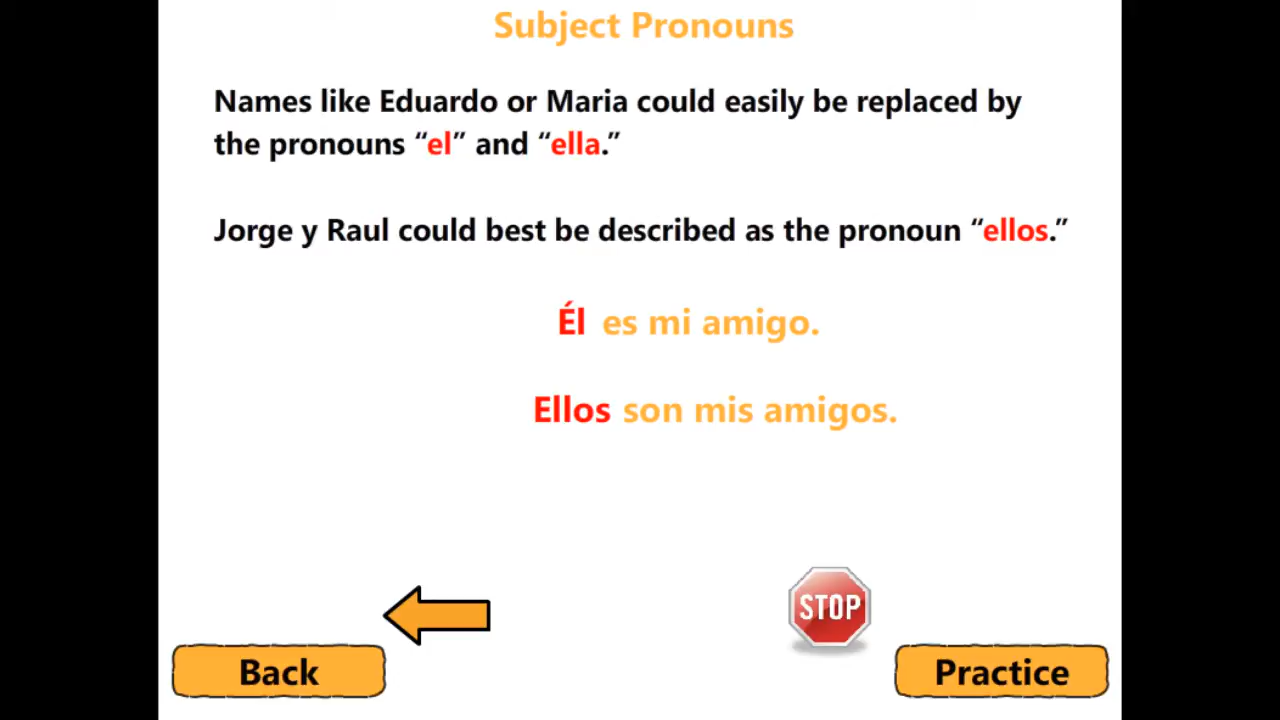 Subject Pronouns
Names like Eduardo or Maria could easily be replaced by
the pronouns “el” and “ella.”
Jorge y Raul could best be described as the pronoun “ellos.”
Él es mi amigo.
Ellos son mis amigos.
STOP
Back
Practice